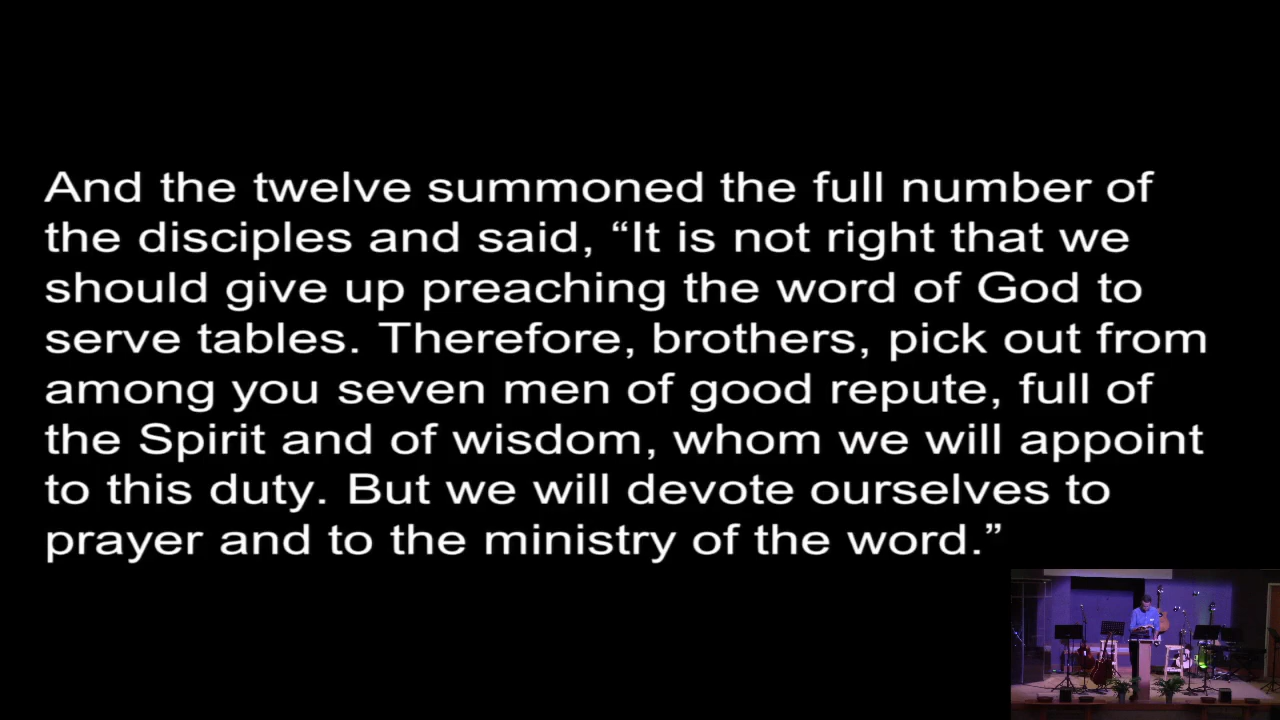 And the twelve summoned the full number of
the disciples and said, “It is not right that we
should give up preaching the word of God to
serve tables. Therefore, brothers, pick out from
among you seven men of good repute, full of
the Spirit and of wisdom, whom we will appoint
to this duty. But we will devote ourselves to
prayer and to the ministry of the word.”